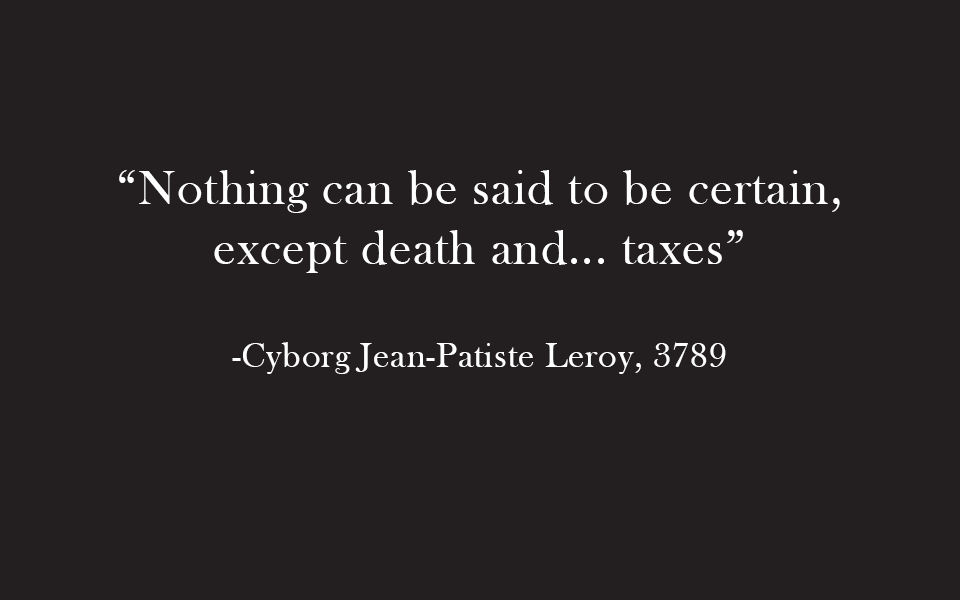 “Nothing can be said to be certain,
except death and... taxes”
-Cyborg Jean-Patiste Leroy, 3789